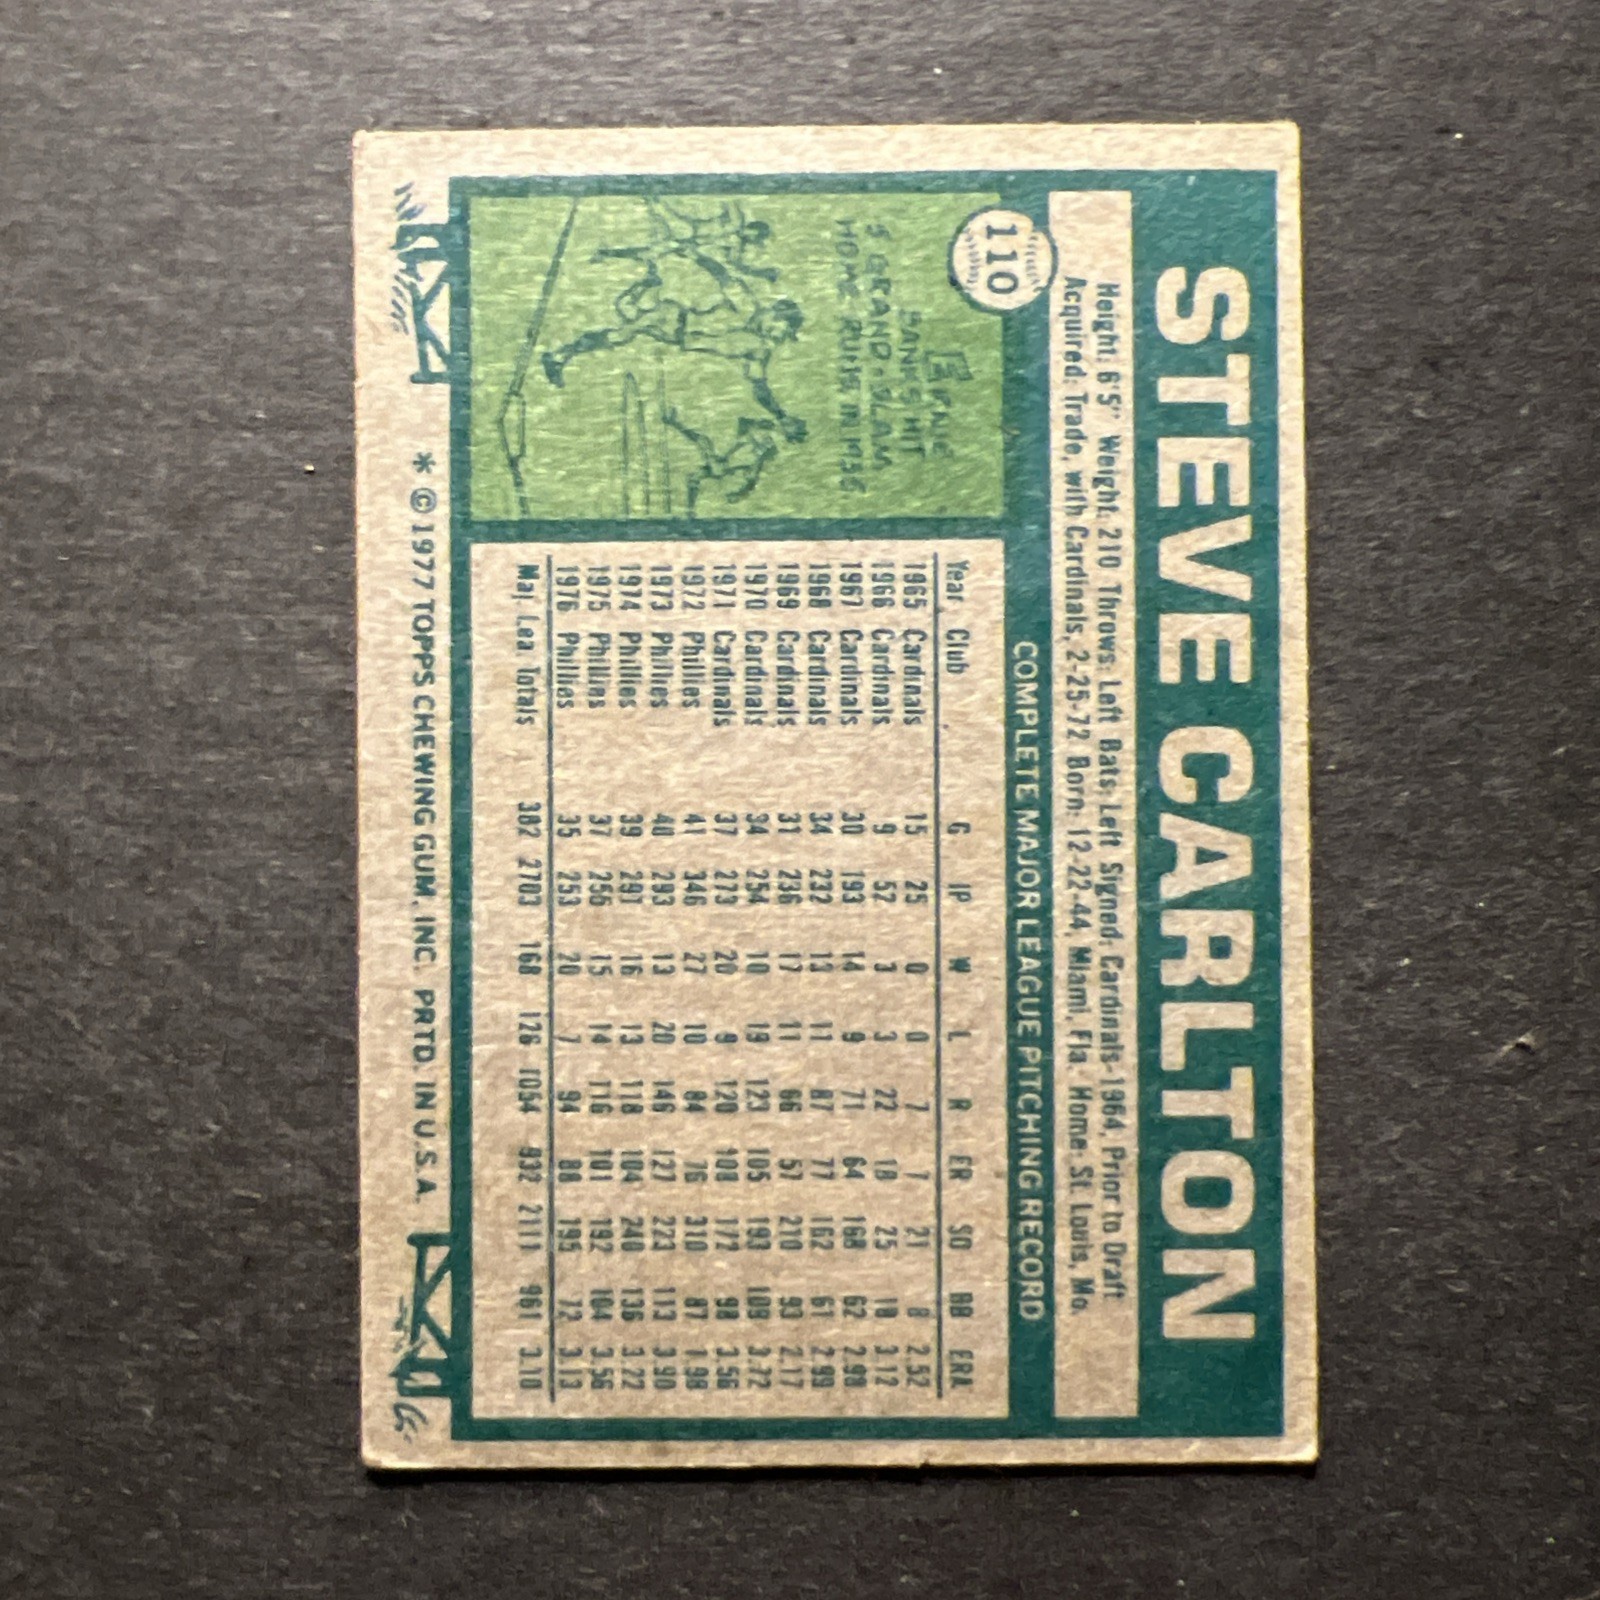 STEVE CARLTON
110
Height: 6'5" Weight: 210 Throws: Left Bats: Left Signed: Cardinals-1964, Prior to Draft
Acquired: Trade, with Cardinals, 2-25-72 Born: 12-22-44, Miami, Fla. Home: St. Louis, Mo.
ERNIE
BANKS HIT
5 GRAND-SLAM
HOME RUNS IN 1955
COMPLETE MAJOR LEAGUE PITCHING RECORD
Year Club G IP W L R ER SO BB ERA
1965 Cardinals 15 25 0 0 7 7 21 8 2.52
1966 Cardinals 9 52 3 3 22 18 25 18 3.12
1967 Cardinals 30 193 14 9 71 64 168 62 2.98
1968 Cardinals 34 232 13 11 87 77 162 61 2.99
1969 Cardinals 31 236 17 11 66 57 210 93 2.17
1970 Cardinals 34 254 10 19 123 105 193 109 3.72
1971 Cardinals 37 273 20 9 120 108 172 98 3.56
1972 Phillies 41 346 27 10 84 76 310 87 1.98
1973 Phillies 40 293 13 20 146 127 223 113 3.90
1974 Phillies 39 291 16 13 118 104 240 136 3.22
1975 Phillies 37 255 15 14 116 101 192 104 3.56
1976 Phillies 35 253 20 7 94 88 195 72 3.13
Maj. Lea. Totals 382 2703 168 126 1054 932 2111 961 3.10
* ©1977 TOPPS CHEWING GUM, INC. PRTD. IN U.S.A.